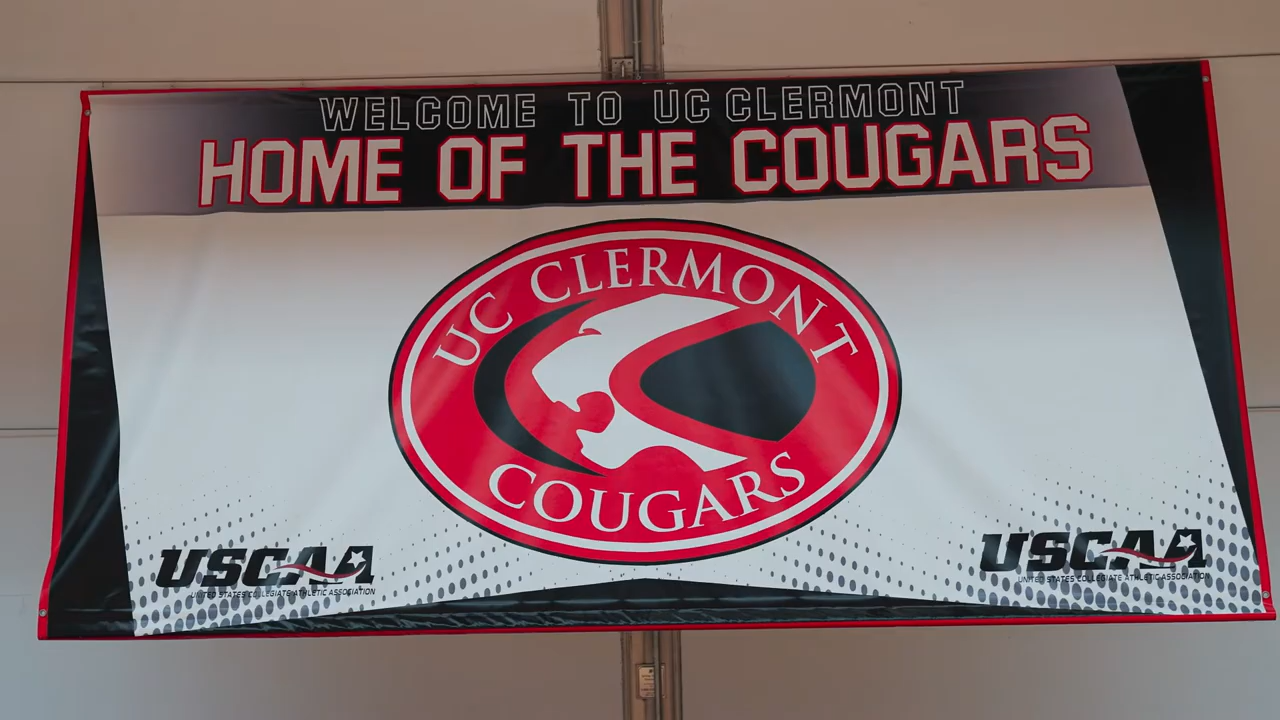 WELCOME TO UC CLERMONT
HOME OF THE COUGARS
UC CLERMONT
COUGARS
USCAA
UNITED STATES COLLEGIATE ATHLETIC ASSOCIATION
USCAA
UNITED STATES COLLEGIATE ATHLETIC ASSOCIATION